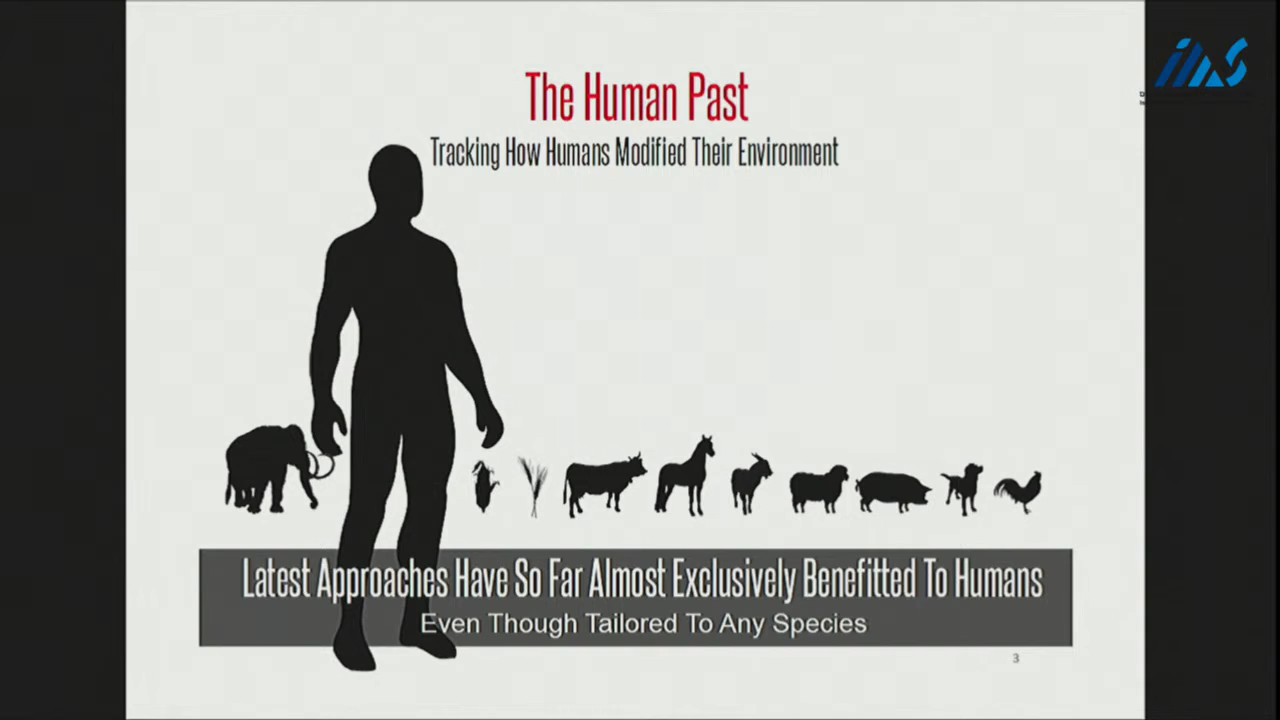 The Human Past
Tracking How Humans Modified Their Environment
Latest Approaches Have So Far Almost Exclusively Benefitted To Humans
Even Though Tailored To Any Species
3